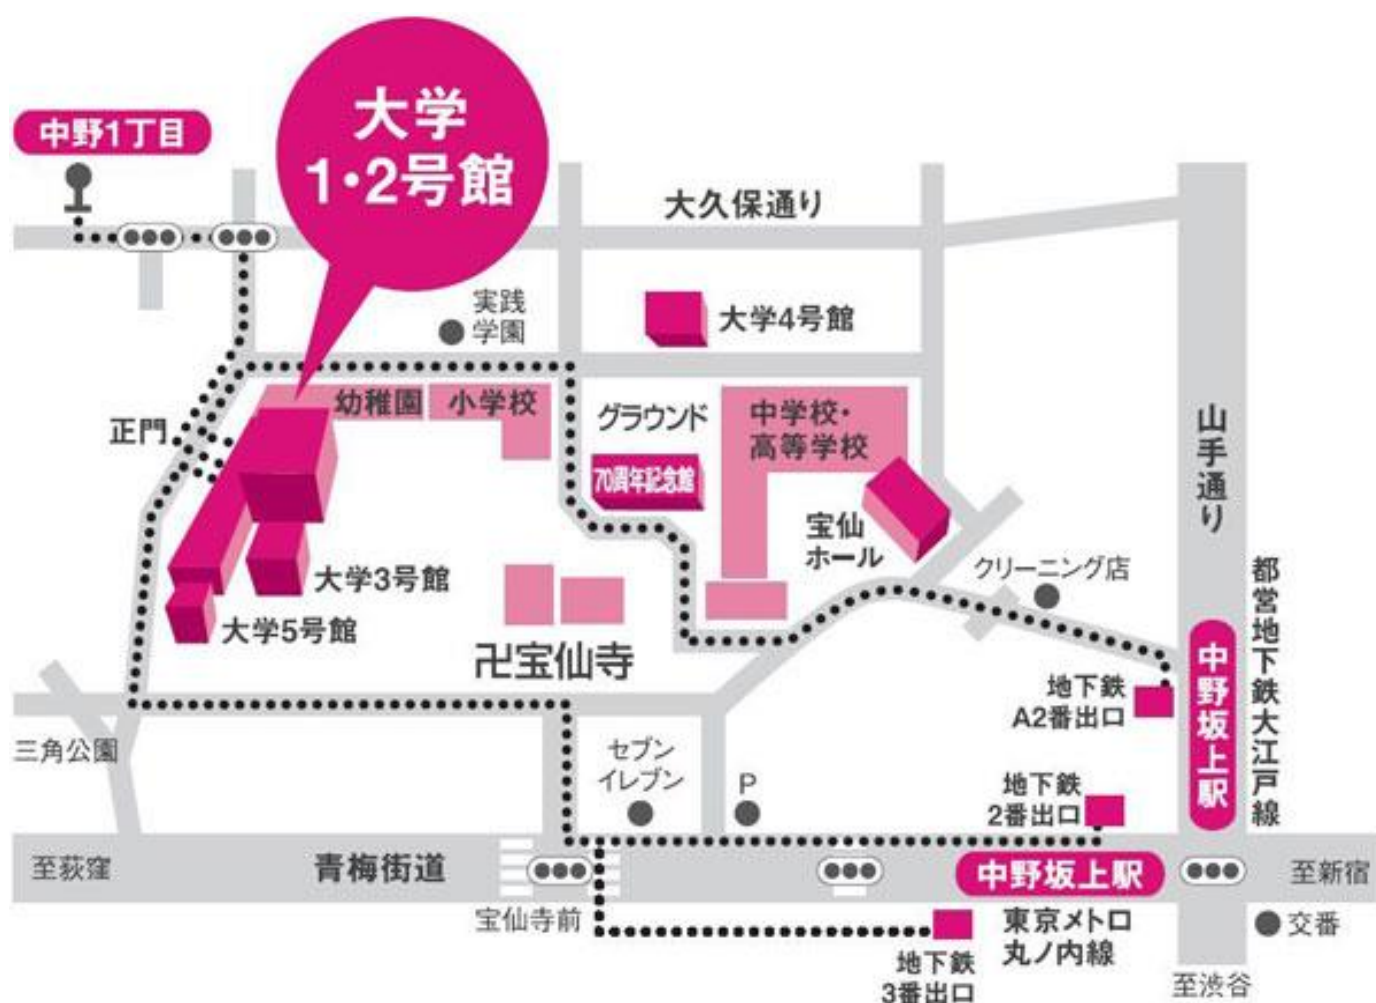 大学
1・2号館
中野1丁目
大久保通り
実践
学園
大学4号館
幼稚園
小学校
グラウンド
中学校・
高等学校
正門
70周年記念館
宝仙
ホール
山手通り
クリーニング店
都営地下鉄大江戸線
大学3号館
大学5号館
卍宝仙寺
中野坂上駅
地下鉄
A2番出口
三角公園
セブン
イレブン
P
地下鉄
2番出口
至荻窪
青梅街道
中野坂上駅
至新宿
宝仙寺前
東京メトロ
丸ノ内線
交番
地下鉄
3番出口
至渋谷